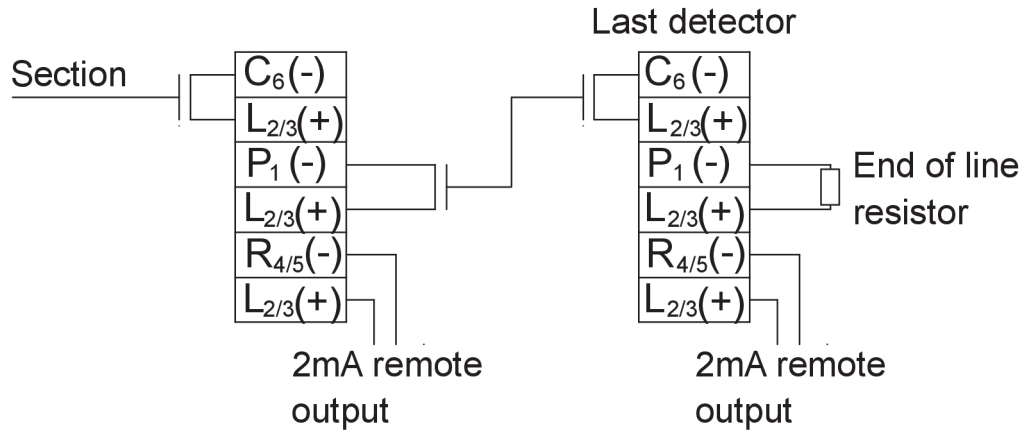 Last detector
Section
C6(-)
L2/3(+)
P1(-)
L2/3(+)
R4/5(-)
L2/3(+)
2mA remote
output
C6(-)
L2/3(+)
P1(-)
L2/3(+)
R4/5(-)
L2/3(+)
End of line
resistor
2mA remote
output